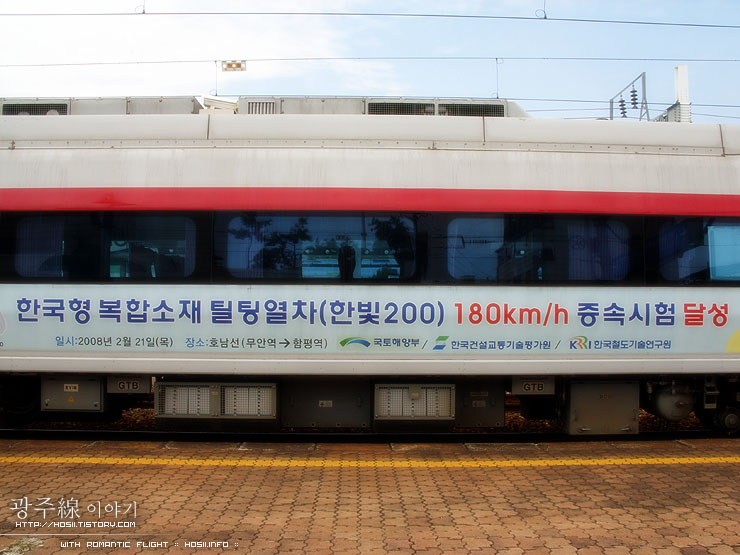 한국형 복합소재 틸팅열차(한빛200) 180km/h 증속시험 달성
일시:2008년 2월 21일(목) 장소:호남선(무안역→함평역) 국토해양부 / 한국건설교통기술평가원 / KRRI 한국철도기술연구원
GTB GTB
광주線 이야기
HTTP://HOSII.TISTORY.COM
WITH ROMANTIC FLIGHT :: HOSII.INFO ::